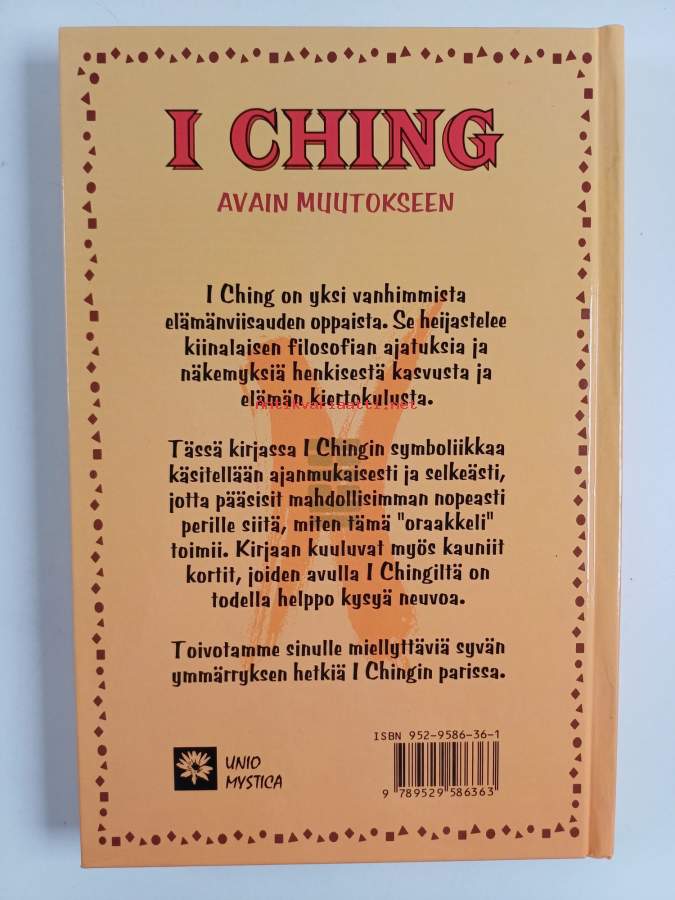 I CHING
AVAIN MUUTOKSEEN
I Ching on yksi vanhimmista
elämänviisauden oppaista. Se heijastelee
kiinalaisen filosofian ajatuksia ja
näkemyksiä henkisestä kasvusta ja
elämän kiertokulusta.
Antikvariaatti.net
Tässä kirjassa I Chingin symboliikkaa
käsitellään ajanmukaisesti ja selkeästi,
jotta pääsisit mahdollisimman nopeasti
perille siitä, miten tämä "oraakkeli"
toimii. Kirjaan kuuluvat myös kauniit
kortit, joiden avulla I Chingiltä on
todella helppo kysyä neuvoa.
Toivotamme sinulle miellyttäviä syvän
ymmärryksen hetkiä I Chingin parissa.
ISBN 952-9586-36-1
UNIO
MYSTICA
9 789529 586363